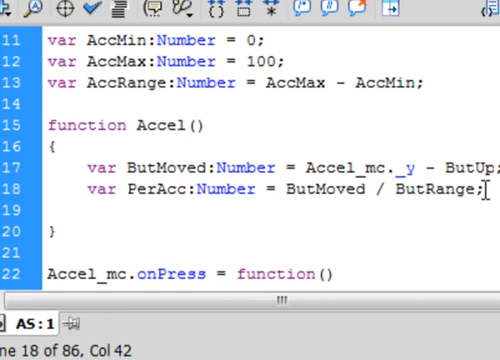 11 var AccMin:Number = 0;
12 var AccMax:Number = 100;
13 var AccRange:Number = AccMax - AccMin;
14
15 function Accel()
16 {
17 var ButMoved:Number = Accel_mc._y - ButUp;
18 var PerAcc:Number = ButMoved / ButRange;
19
20 }
21
22 Accel_mc.onPress = function()
AS:1
ne 18 of 86, Col 42